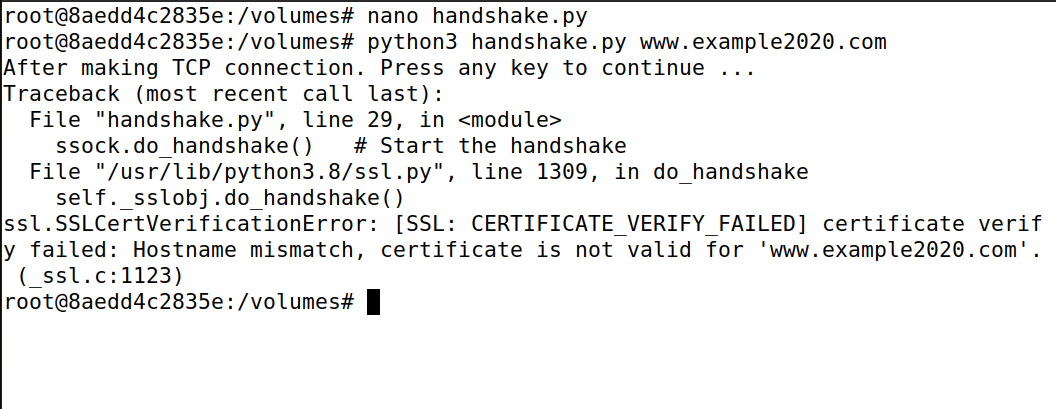 root@8aedd4c2835e:/volumes# nano handshake.py
root@8aedd4c2835e:/volumes# python3 handshake.py www.example2020.com
After making TCP connection. Press any key to continue ...
Traceback (most recent call last):
  File "handshake.py", line 29, in <module>
    ssock.do_handshake()   # Start the handshake
  File "/usr/lib/python3.8/ssl.py", line 1309, in do_handshake
    self._sslobj.do_handshake()
ssl.SSLCertVerificationError: [SSL: CERTIFICATE_VERIFY_FAILED] certificate verif
y failed: Hostname mismatch, certificate is not valid for 'www.example2020.com'.
 (_ssl.c:1123)
root@8aedd4c2835e:/volumes#